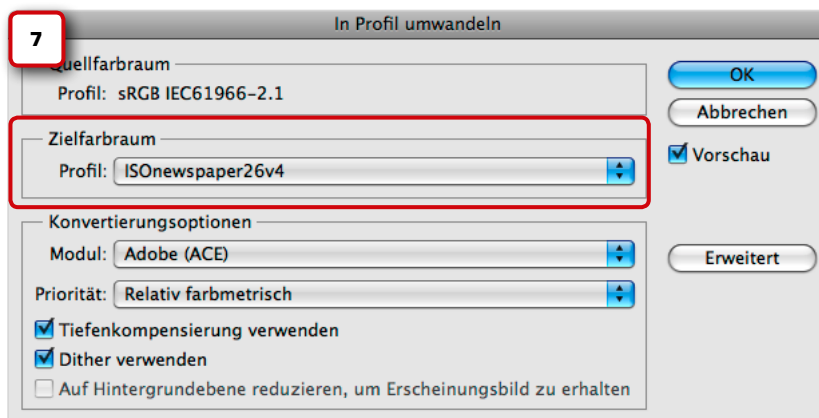 7
In Profil umwandeln
Quellfarbraum
Profil: sRGB IEC61966-2.1
OK
Abbrechen
Vorschau
Zielfarbraum
Profil: ISOnewspaper26v4
Konvertierungsoptionen
Modul: Adobe (ACE)
Erweitert
Priorität: Relativ farbmetrisch
Tiefenkompensierung verwenden
Dither verwenden
Auf Hintergrundebene reduzieren, um Erscheinungsbild zu erhalten